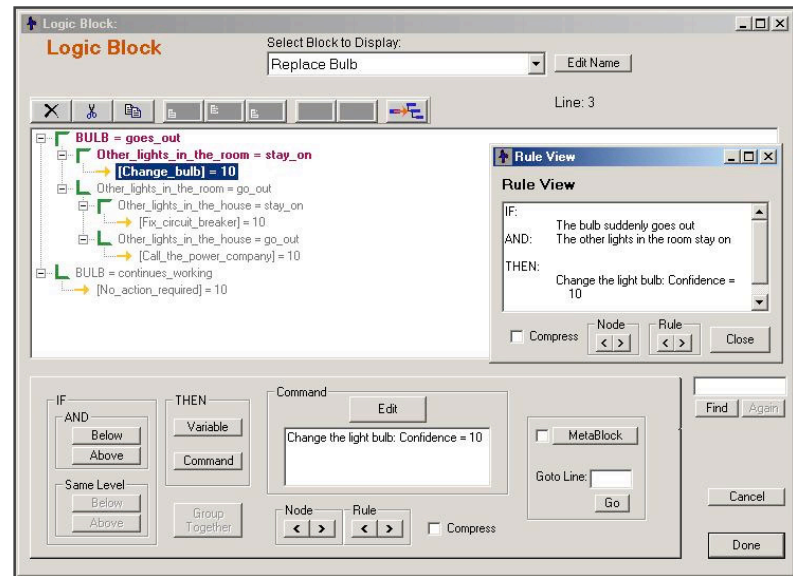 Logic Block:
Logic Block
Select Block to Display:
Replace Bulb
Edit Name
Line: 3
BULB = goes_out
Other_lights_in_the_room = stay_on
[Change_bulb] = 10
Other_lights_in_the_room = go_out
Other_lights_in_the_house = stay_on
[Fix_circuit_breaker] = 10
Other_lights_in_the_house = go_out
[Call_the_power_company] = 10
BULB = continues_working
[No_action_required] = 10
Rule View
Rule View
IF:
The bulb suddenly goes out
AND: The other lights in the room stay on
THEN:
Change the light bulb: Confidence =
10
Compress
Node
< >
Rule
< >
Close
IF
AND
Below
Above
Same Level
Below
Above
THEN
Variable
Command
Group
Together
Command
Edit
Change the light bulb: Confidence = 10
Node
< >
Rule
< >
Compress
MetaBlock
Goto Line:
Go
Find Again
Cancel
Done